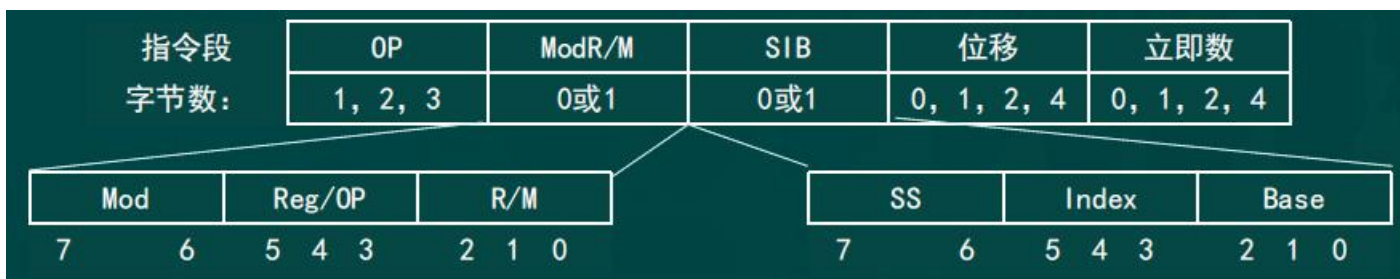 指令段 OP ModR/M SIB 位移 立即数
字节数: 1, 2, 3 0或1 0或1 0, 1, 2, 4 0, 1, 2, 4
Mod Reg/OP R/M SS Index Base
7 6 5 4 3 2 1 0 7 6 5 4 3 2 1 0